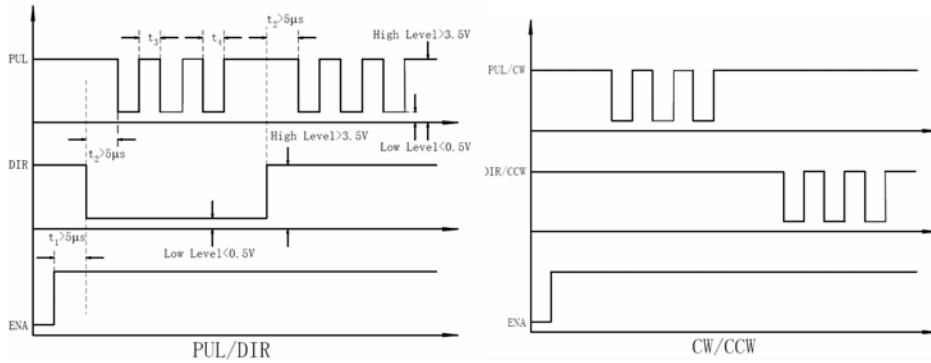 t₂>5μs
t₃
t₄
High Level>3.5V
PUL
Low Level<0.5V
t₂>5μs
High Level>3.5V
DIR
Low Level<0.5V
t₁>5μs
ENA
PUL/DIR
PUL/CW
DIR/CCW
ENA
CW/CCW